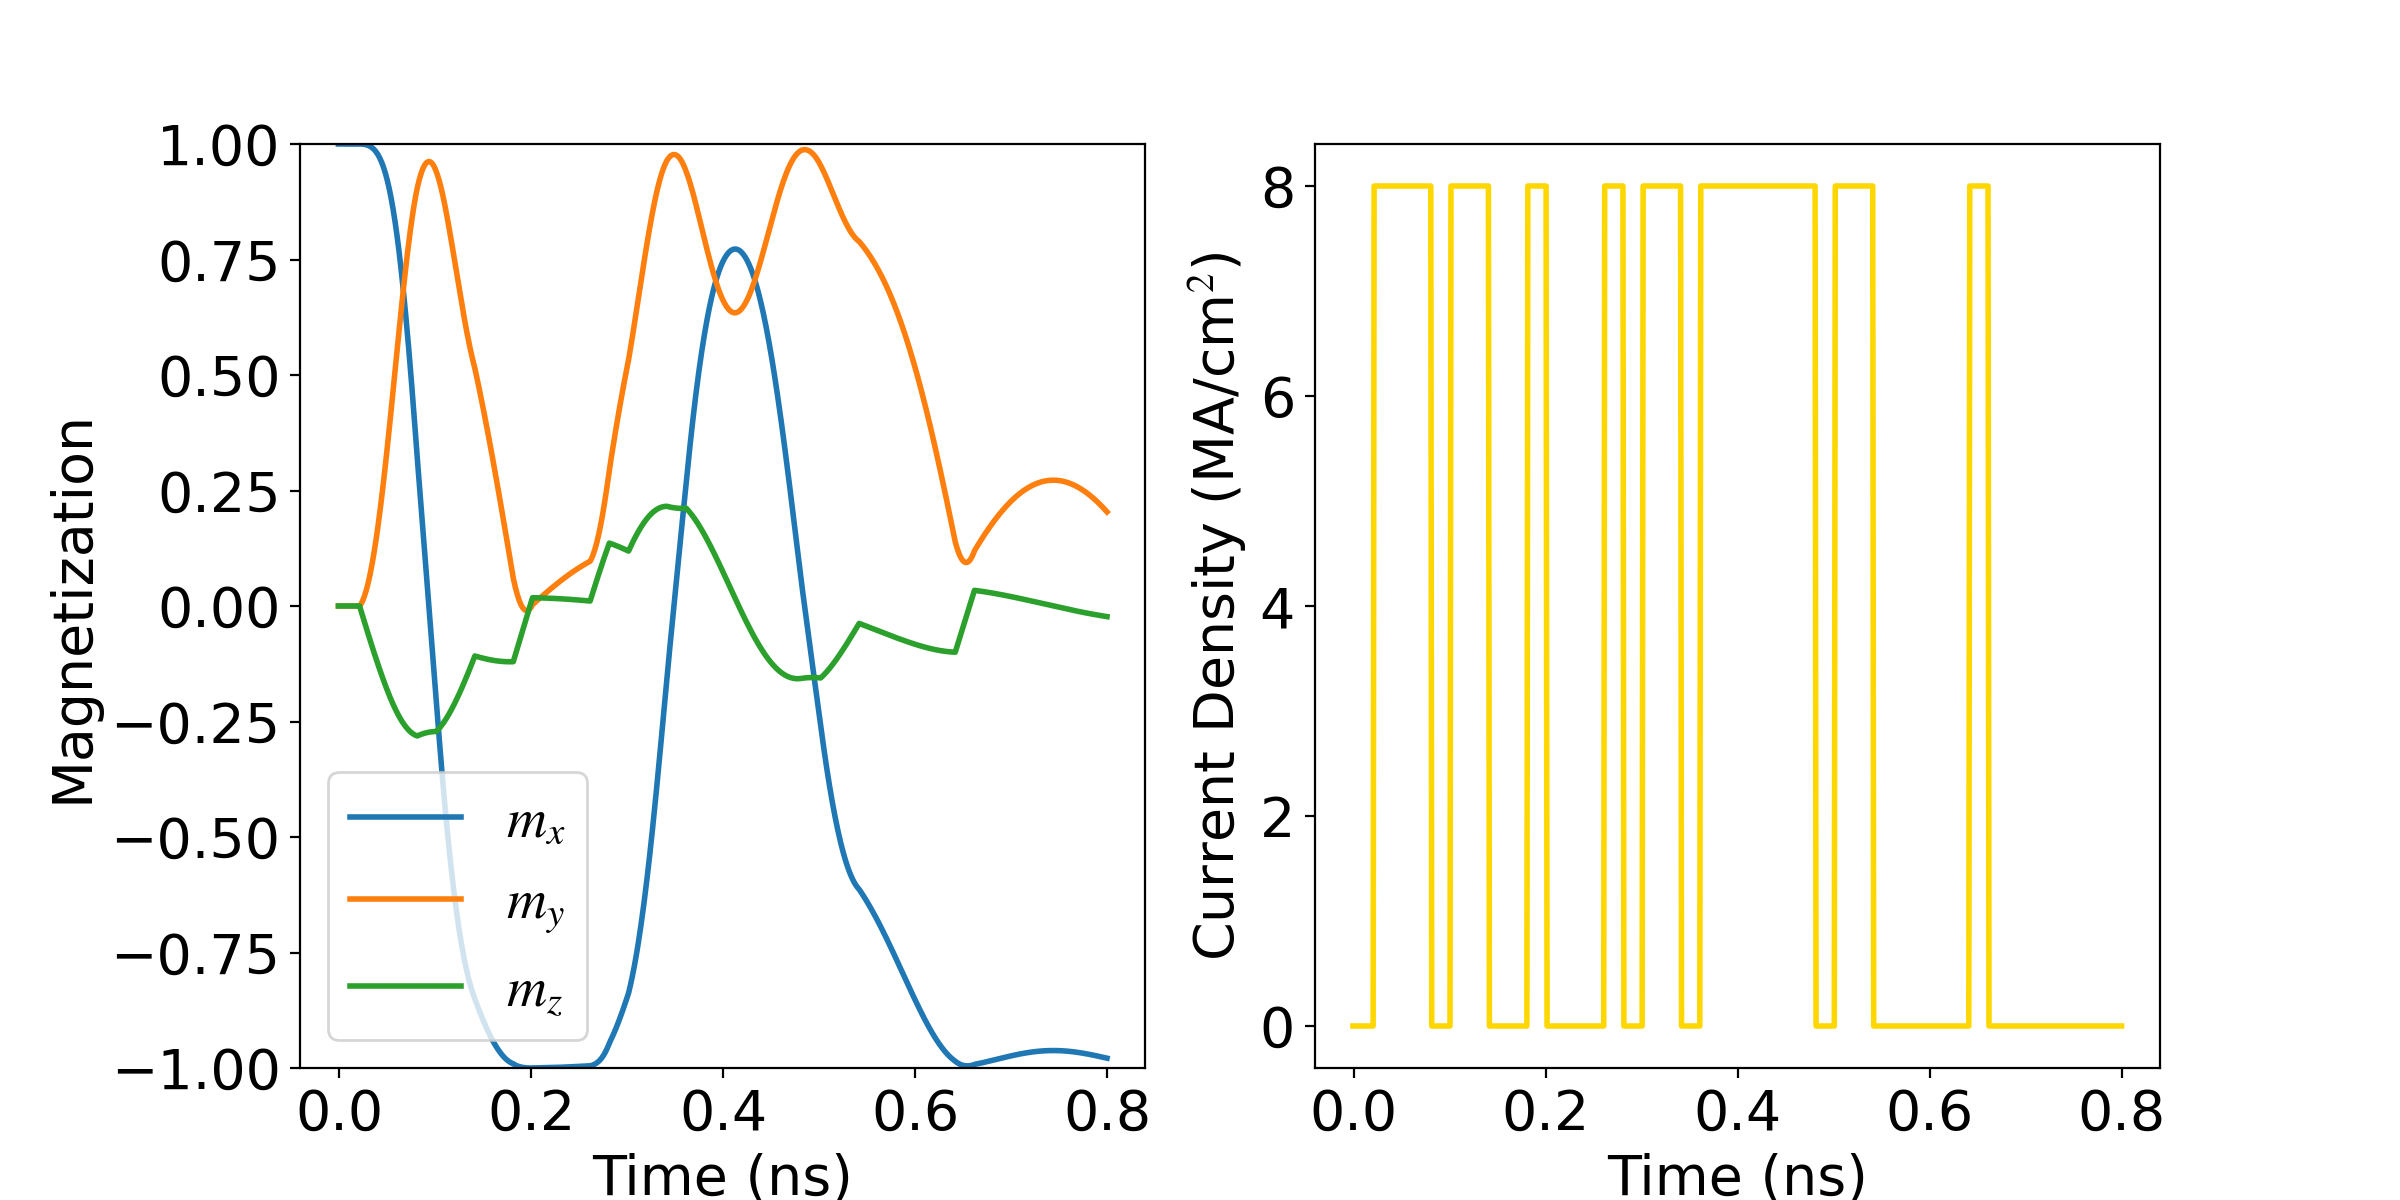 1.00
0.75
0.50
0.25
0.00
−0.25
−0.50
−0.75
−1.00
Magnetization
m_x
m_y
m_z
0.0 0.2 0.4 0.6 0.8
Time (ns)
8
6
4
2
0
Current Density (MA/cm²)
0.0 0.2 0.4 0.6 0.8
Time (ns)